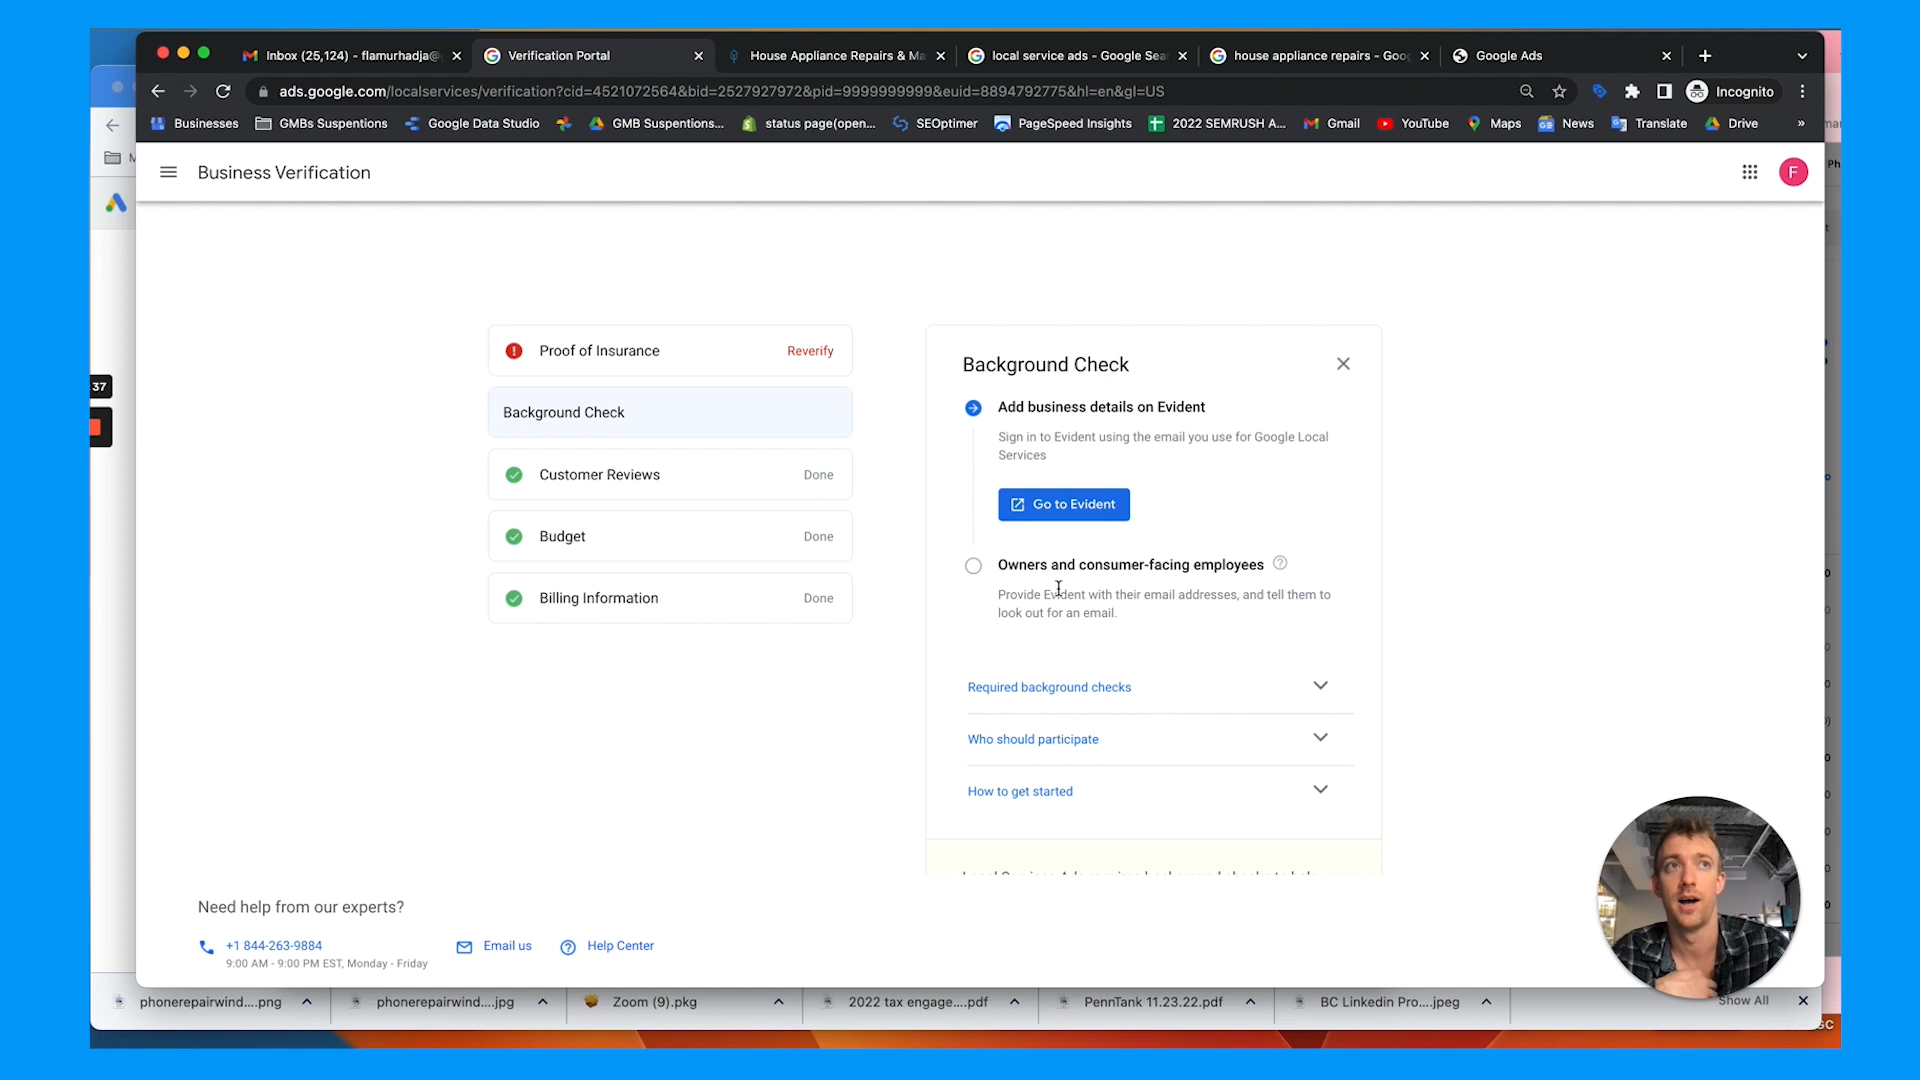 Inbox (25,124) - flamurhadja@
Verification Portal
House Appliance Repairs & Ma
local service ads - Google Sea
house appliance repairs - Goo
Google Ads
ads.google.com/localservices/verification?cid=4521072564&bid=2527927972&pid=9999999999&euid=8894792775&hl=en&gl=US
Incognito
Businesses
GMBs Suspentions
Google Data Studio
GMB Suspentions...
status page(open...
SEOptimer
PageSpeed Insights
2022 SEMRUSH A...
Gmail
YouTube
Maps
News
Translate
Drive
»
Business Verification
F
Proof of Insurance
Reverify
Background Check
Customer Reviews
Done
Budget
Done
Billing Information
Done
37
Background Check
Add business details on Evident
Sign in to Evident using the email you use for Google Local
Services
Go to Evident
Owners and consumer-facing employees
Provide Evident with their email addresses, and tell them to
look out for an email.
Required background checks
Who should participate
How to get started
Need help from our experts?
+1 844-263-9884
9:00 AM - 9:00 PM EST, Monday - Friday
Email us
Help Center
phonerepairwind....png
phonerepairwind....jpg
Zoom (9).pkg
2022 tax engage....pdf
PennTank 11.23.22.pdf
BC Linkedin Pro....jpeg
Show All